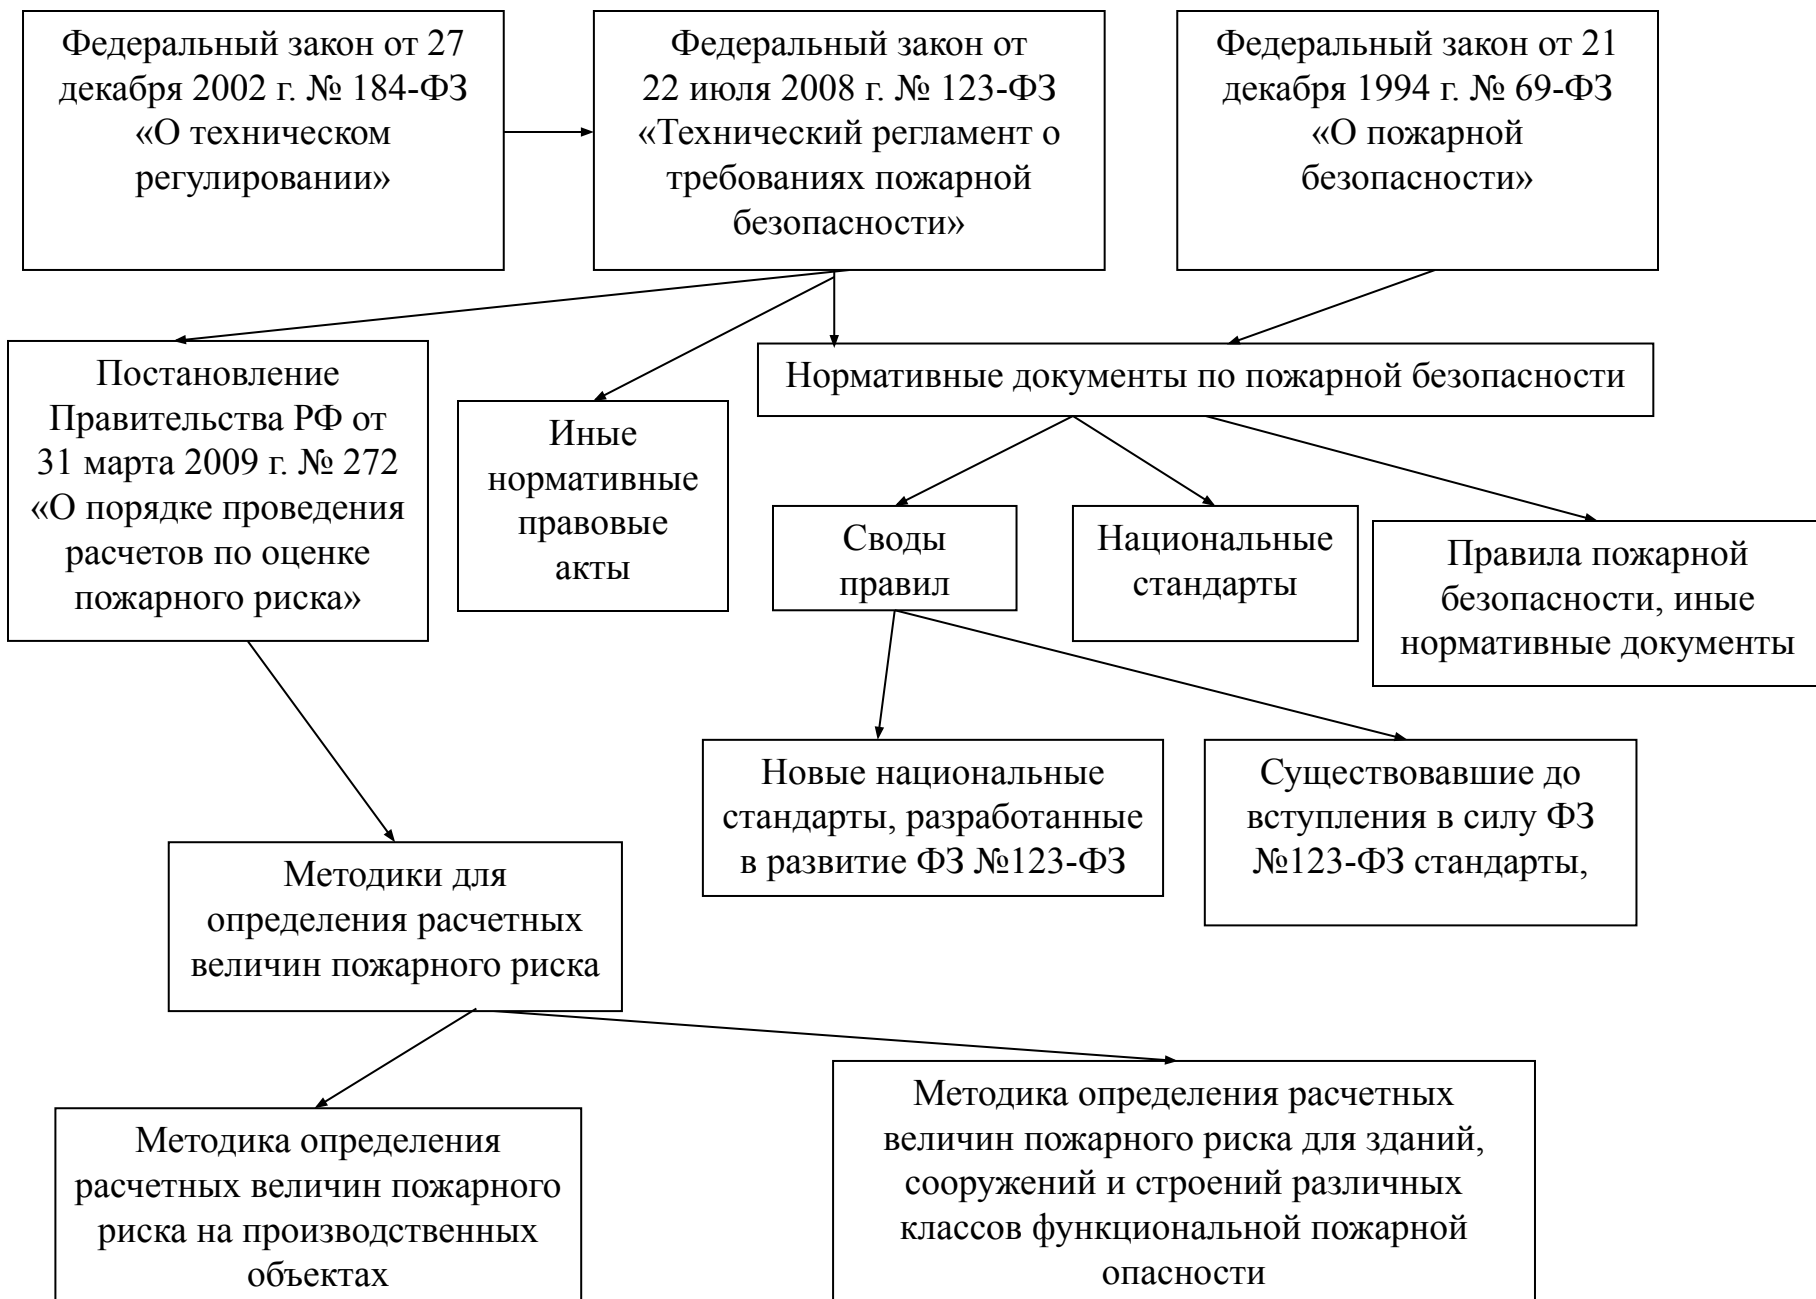 Федеральный закон от 27
декабря 2002 г. № 184-ФЗ
«О техническом
регулировании»
Федеральный закон от
22 июля 2008 г. № 123-ФЗ
«Технический регламент о
требованиях пожарной
безопасности»
Федеральный закон от 21
декабря 1994 г. № 69-ФЗ
«О пожарной
безопасности»
Постановление
Правительства РФ от
31 марта 2009 г. № 272
«О порядке проведения
расчетов по оценке
пожарного риска»
Иные
нормативные
правовые
акты
Нормативные документы по пожарной безопасности
Своды
правил
Национальные
стандарты
Правила пожарной
безопасности, иные
нормативные документы
Новые национальные
стандарты, разработанные
в развитие ФЗ №123-ФЗ
Существовавшие до
вступления в силу ФЗ
№123-ФЗ стандарты,
Методики для
определения расчетных
величин пожарного риска
Методика определения
расчетных величин пожарного
риска на производственных
объектах
Методика определения расчетных
величин пожарного риска для зданий,
сооружений и строений различных
классов функциональной пожарной
опасности